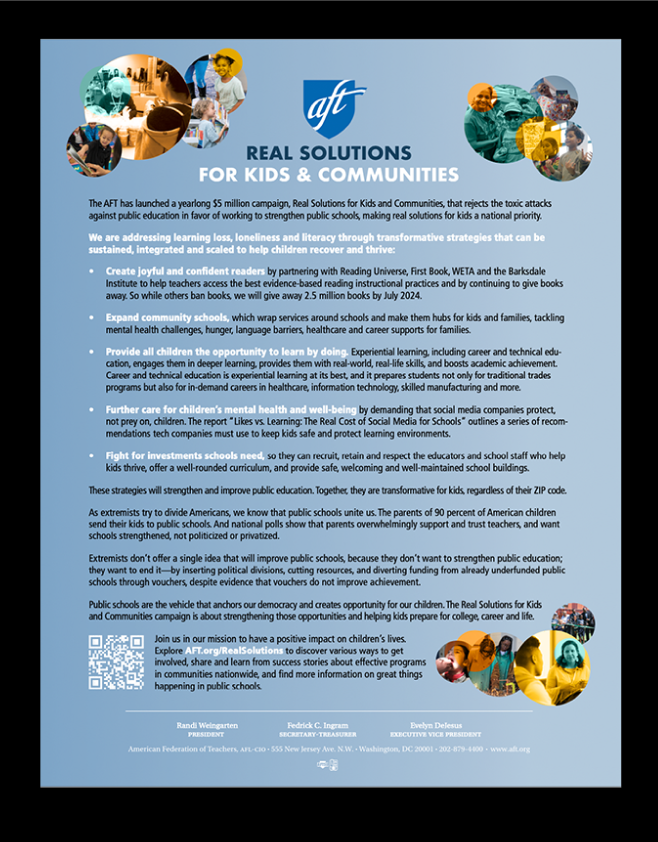 aft
REAL SOLUTIONS
FOR KIDS & COMMUNITIES
The AFT has launched a yearlong $5 million campaign, Real Solutions for Kids and Communities, that rejects the toxic attacks
against public education in favor of working to strengthen public schools, making real solutions for kids a national priority.
We are addressing learning loss, loneliness and literacy through transformative strategies that can be
sustained, integrated and scaled to help children recover and thrive:
• Create joyful and confident readers by partnering with Reading Universe, First Book, WETA and the Barksdale
Institute to help teachers access the best evidence-based reading instructional practices and by continuing to give books
away. So while others ban books, we will give away 2.5 million books by July 2024.
• Expand community schools, which wrap services around schools and make them hubs for kids and families, tackling
mental health challenges, hunger, language barriers, healthcare and career supports for families.
• Provide all children the opportunity to learn by doing. Experiential learning, including career and technical edu-
cation, engages them in deeper learning, provides them with real-world, real-life skills, and boosts academic achievement.
Career and technical education is experiential learning at its best, and it prepares students not only for traditional trades
programs but also for in-demand careers in healthcare, information technology, skilled manufacturing and more.
• Further care for children's mental health and well-being by demanding that social media companies protect,
not prey on, children. The report "Likes vs. Learning: The Real Cost of Social Media for Schools" outlines a series of recom-
mendations tech companies must use to keep kids safe and protect learning environments.
• Fight for investments schools need, so they can recruit, retain and respect the educators and school staff who help
kids thrive, offer a well-rounded curriculum, and provide safe, welcoming and well-maintained school buildings.
These strategies will strengthen and improve public education. Together, they are transformative for kids, regardless of their ZIP code.
As extremists try to divide Americans, we know that public schools unite us. The parents of 90 percent of American children
send their kids to public schools. And national polls show that parents overwhelmingly support and trust teachers, and want
schools strengthened, not politicized or privatized.
Extremists don't offer a single idea that will improve public schools, because they don't want to strengthen public education;
they want to end it—by inserting political divisions, cutting resources, and diverting funding from already underfunded public
schools through vouchers, despite evidence that vouchers do not improve achievement.
Public schools are the vehicle that anchors our democracy and creates opportunity for our children. The Real Solutions for Kids
and Communities campaign is about strengthening those opportunities and helping kids prepare for college, career and life.
Join us in our mission to have a positive impact on children's lives.
Explore AFT.org/RealSolutions to discover various ways to get
involved, share and learn from success stories about effective programs
in communities nationwide, and find more information on great things
happening in public schools.
Randi Weingarten Fedrick C. Ingram Evelyn DeJesus
PRESIDENT SECRETARY-TREASURER EXECUTIVE VICE PRESIDENT
American Federation of Teachers, AFL-CIO • 555 New Jersey Ave. N.W. • Washington, DC 20001 • 202-879-4400 • www.aft.org